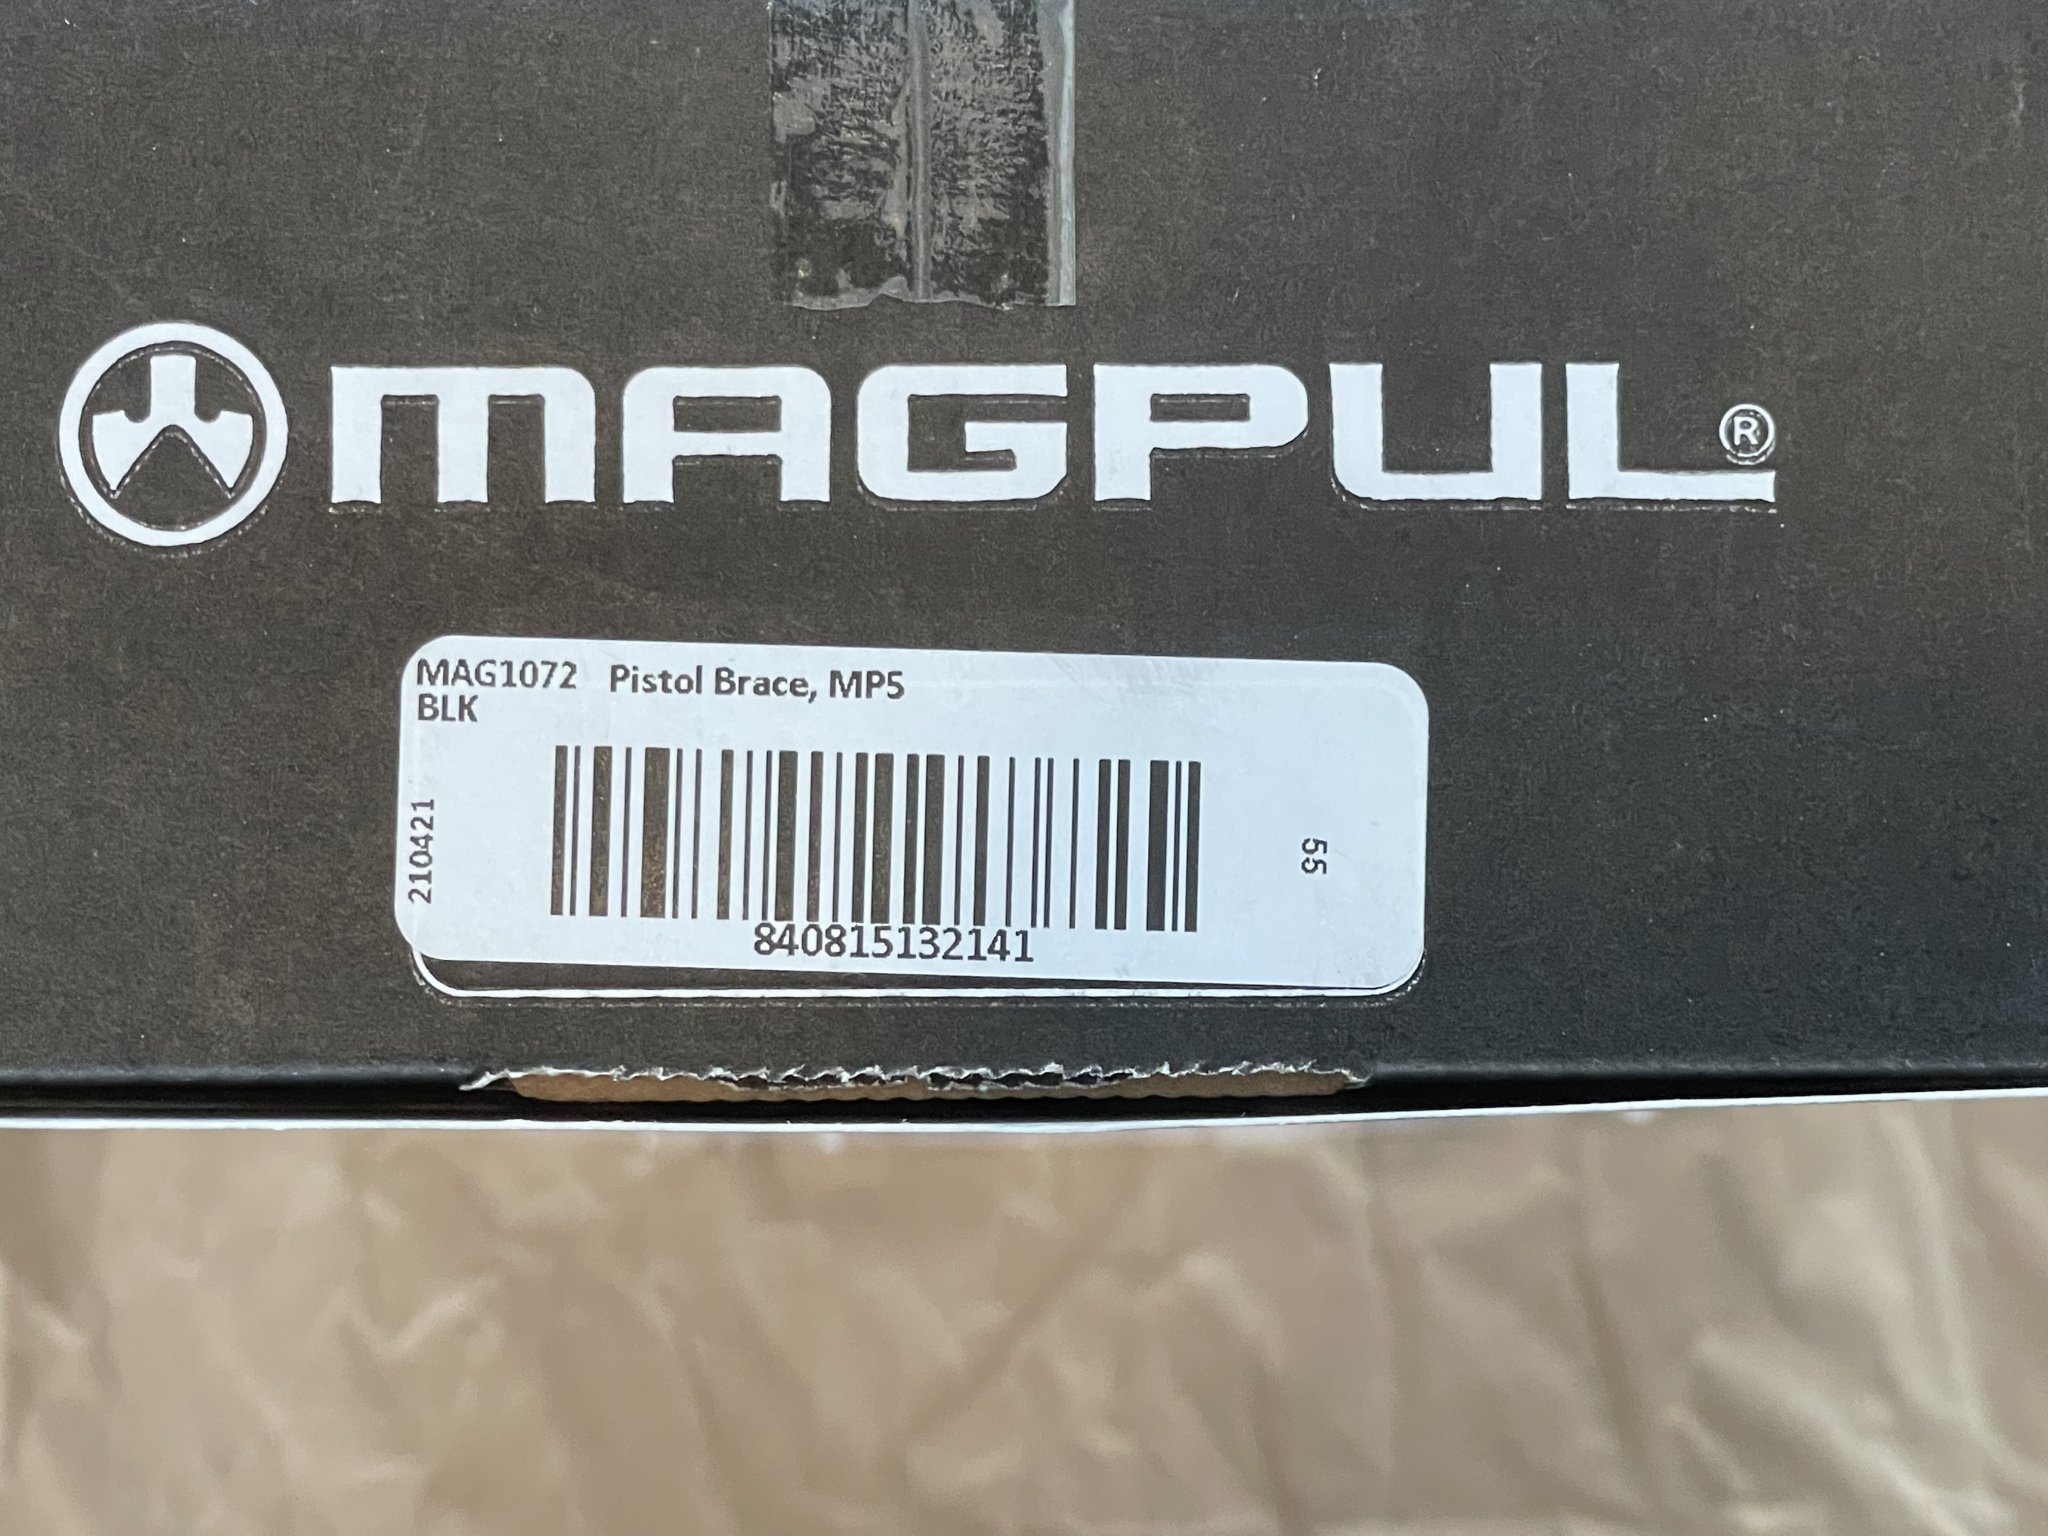 MAGPUL®
MAG1072 Pistol Brace, MP5
BLK
210421
55
840815132141